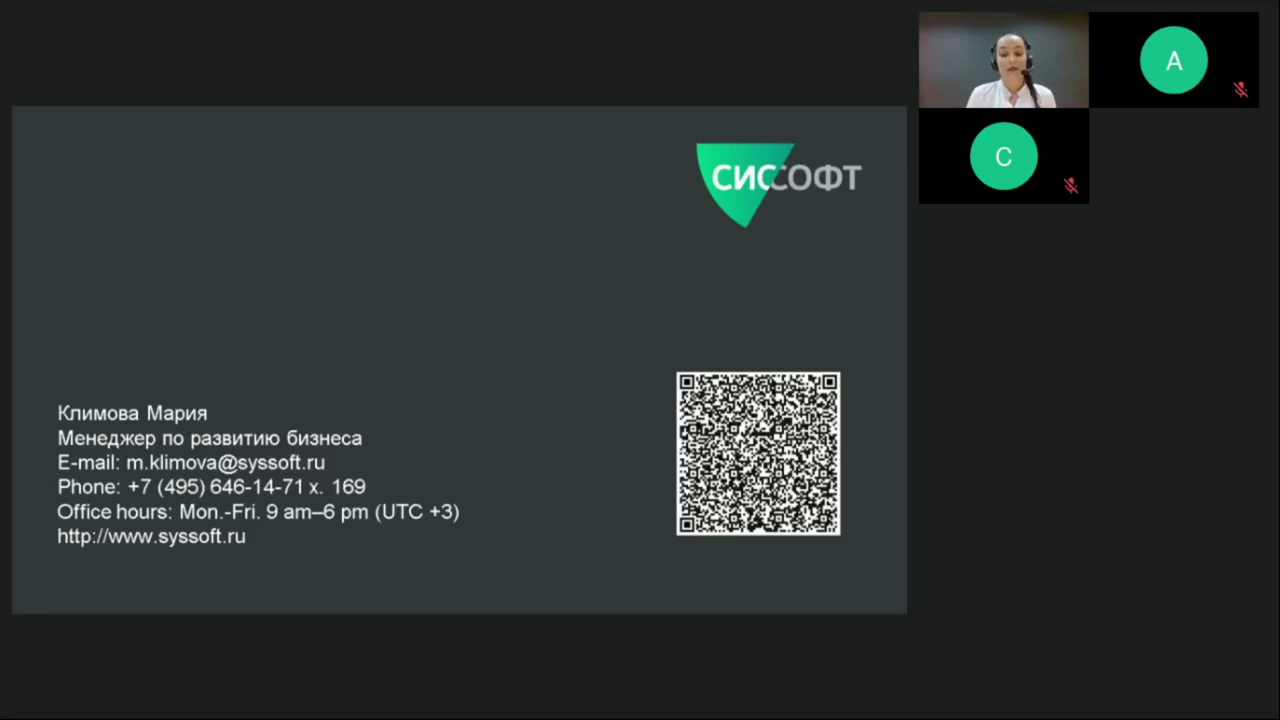 СИССОФТ
Климова Мария
Менеджер по развитию бизнеса
E-mail: m.klimova@syssoft.ru
Phone: +7 (495) 646-14-71 x. 169
Office hours: Mon.-Fri. 9 am–6 pm (UTC +3)
http://www.syssoft.ru
A
C